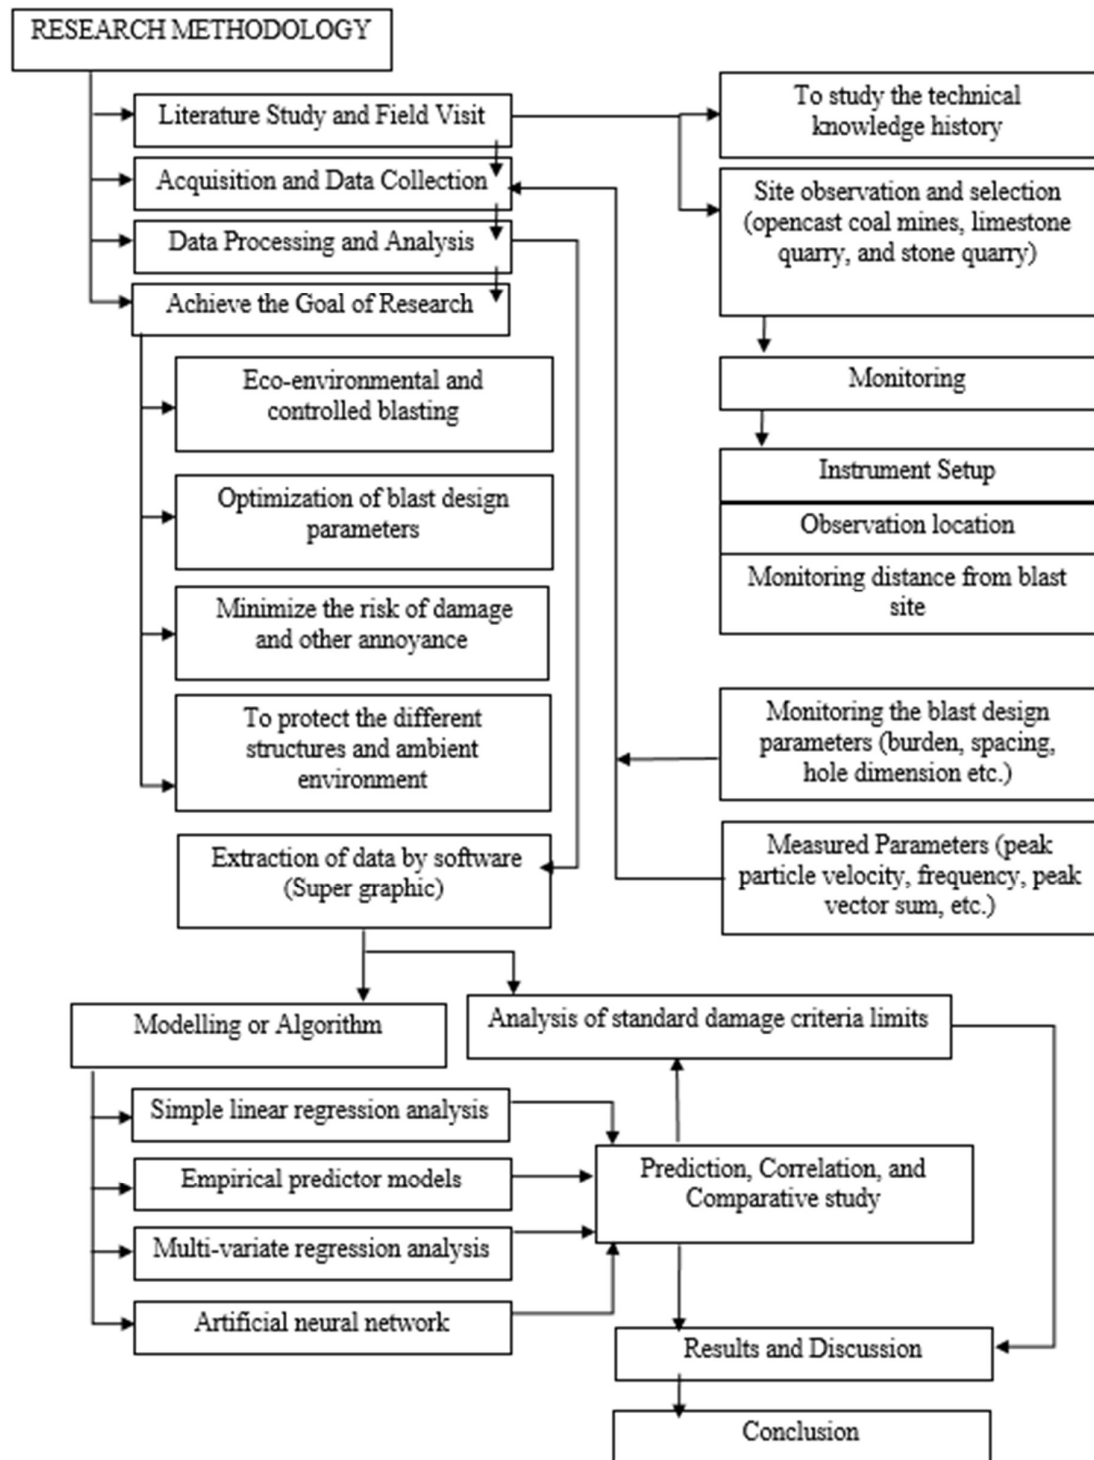 RESEARCH METHODOLOGY
Literature Study and Field Visit
Acquisition and Data Collection
Data Processing and Analysis
Achieve the Goal of Research
Eco-environmental and
controlled blasting
Optimization of blast design
parameters
Minimize the risk of damage
and other annoyance
To protect the different
structures and ambient
environment
Extraction of data by software
(Super graphic)
To study the technical
knowledge history
Site observation and selection
(opencast coal mines, limestone
quarry, and stone quarry)
Monitoring
Instrument Setup
Observation location
Monitoring distance from blast
site
Monitoring the blast design
parameters (burden, spacing,
hole dimension etc.)
Measured Parameters (peak
particle velocity, frequency, peak
vector sum, etc.)
Modelling or Algorithm
Analysis of standard damage criteria limits
Simple linear regression analysis
Empirical predictor models
Multi-variate regression analysis
Artificial neural network
Prediction, Correlation, and
Comparative study
Results and Discussion
Conclusion